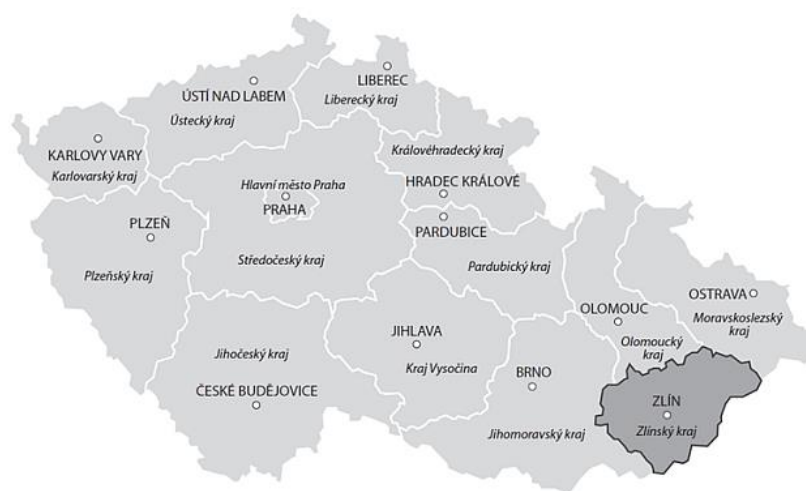 LIBEREC
Liberecký kraj
ÚSTÍ NAD LABEM
Ústecký kraj
KARLOVY VARY
Karlovarský kraj
Královéhradecký kraj
HRADEC KRÁLOVÉ
Hlavní město Praha
PRAHA
PARDUBICE
Pardubický kraj
PLZEŇ
Plzeňský kraj
Středočeský kraj
OSTRAVA
Moravskoslezský
kraj
OLOMOUC
Olomoucký
kraj
JIHLAVA
Kraj Vysočina
Jihočeský kraj
ČESKÉ BUDĚJOVICE
BRNO
Jihomoravský kraj
ZLÍN
Zlínský kraj